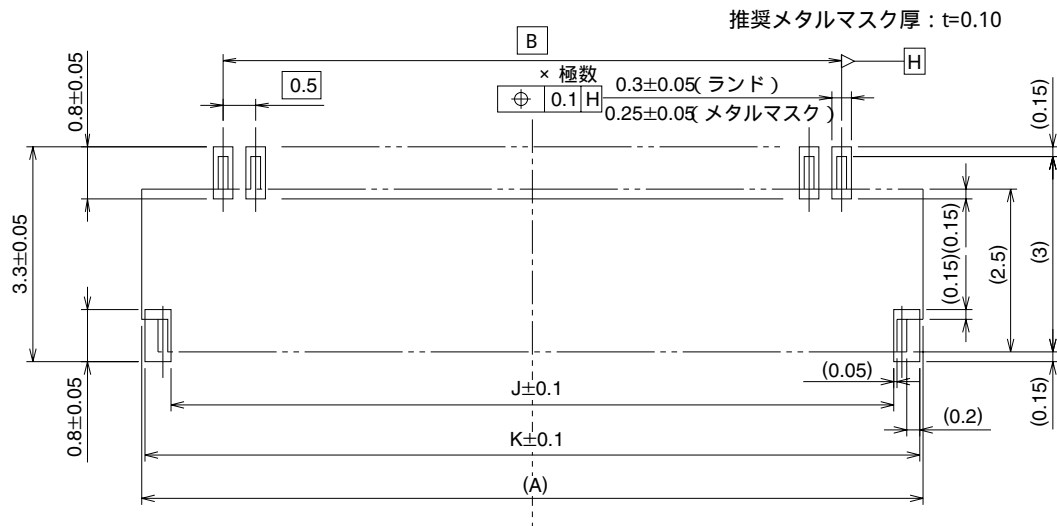 推奨メタルマスク厚：t=0.10
B
H
0.8±0.05
0.5
× 極数
0.1 H
0.3±0.05(ランド)
0.25±0.05(メタルマスク)
(0.15)
3.3±0.05
(0.15)
(0.15)
(2.5)
(3)
0.8±0.05
(0.05)
J±0.1
(0.2)
(0.15)
K±0.1
(A)